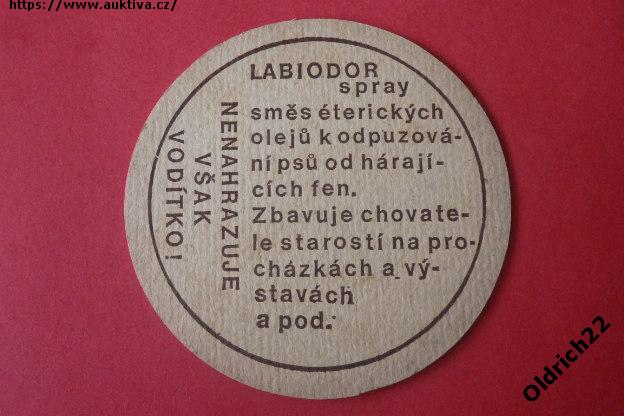 https://www.auktiva.cz/
LABIODOR
spray
směs éterických
olejů k odpuzová-
ní psů od hárají-
cích fen.
Zbavuje chovate-
le starostí na pro-
cházkách a vý-
stavách
a pod.
NENAHRAZUJE
VŠAK
VODÍTKO!
Oldrich22